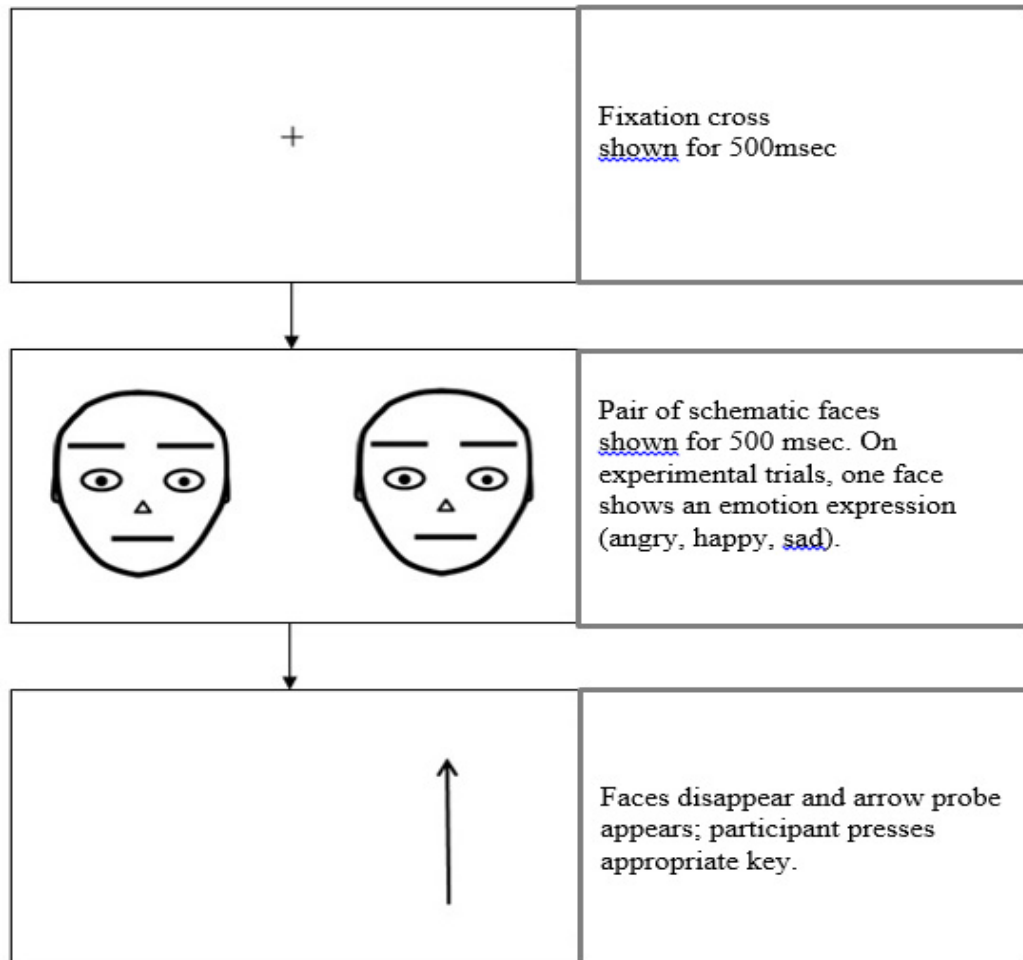 Fixation cross
shown for 500msec
Pair of schematic faces
shown for 500 msec. On
experimental trials, one face
shows an emotion expression
(angry, happy, sad).
Faces disappear and arrow probe
appears; participant presses
appropriate key.